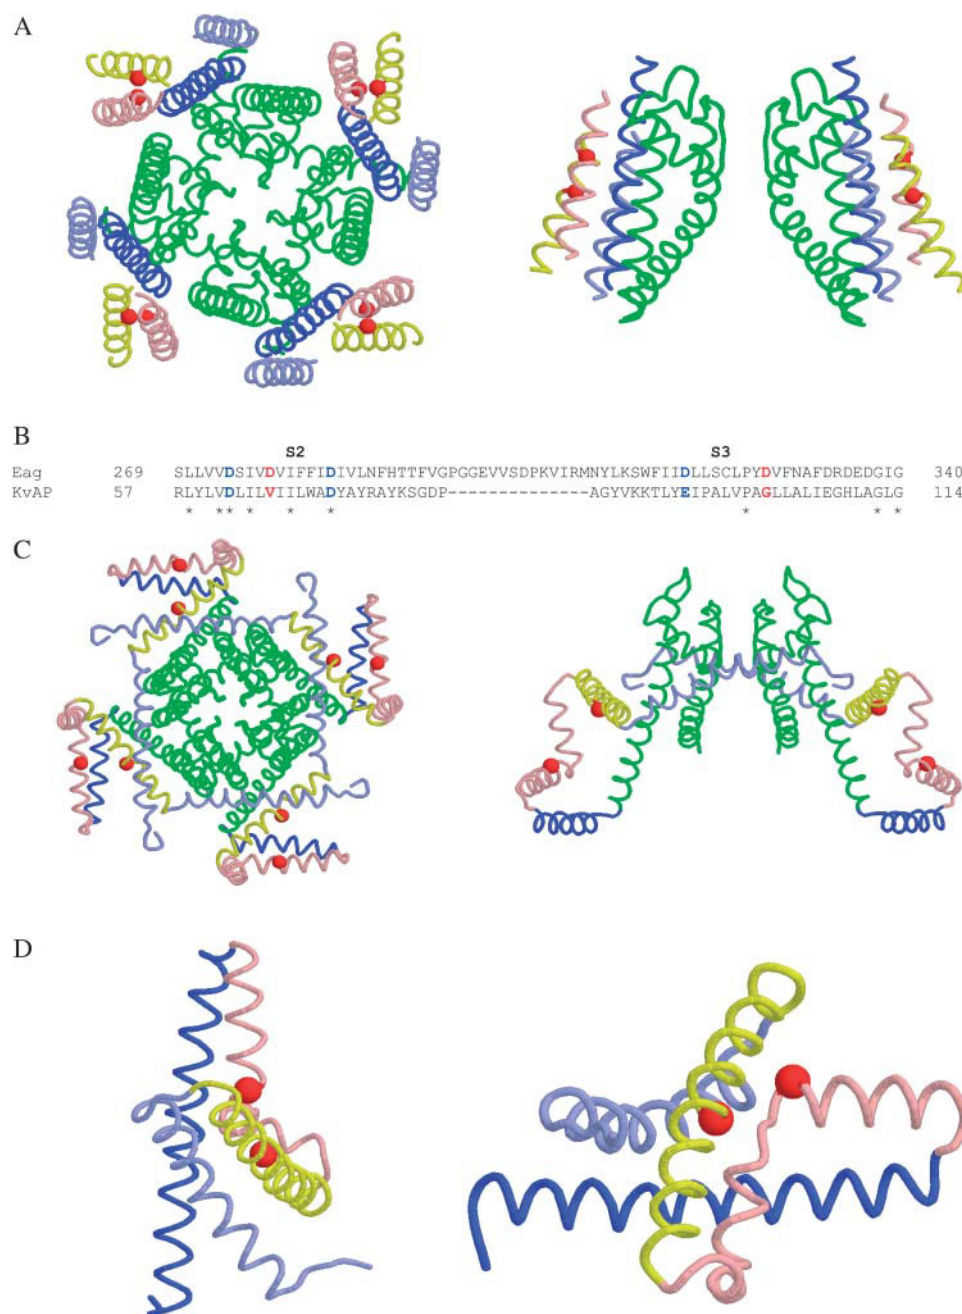 A
B
S2 S3
Eag 269 SLLVVDSIVDVIFFIDIVLNFHTTFVGPGGEVVSDPKVIRMNYLKSWFIIDLLSCLPYDVFNAFDRDEDGIG 340
KvAP 57 RLYLVDLILVIILWADYAYRAYKSGDP--------------AGYVKKTLYEIPALVPAGLLALIEGHLAGLG 114
* * * * * * * * *
C
D